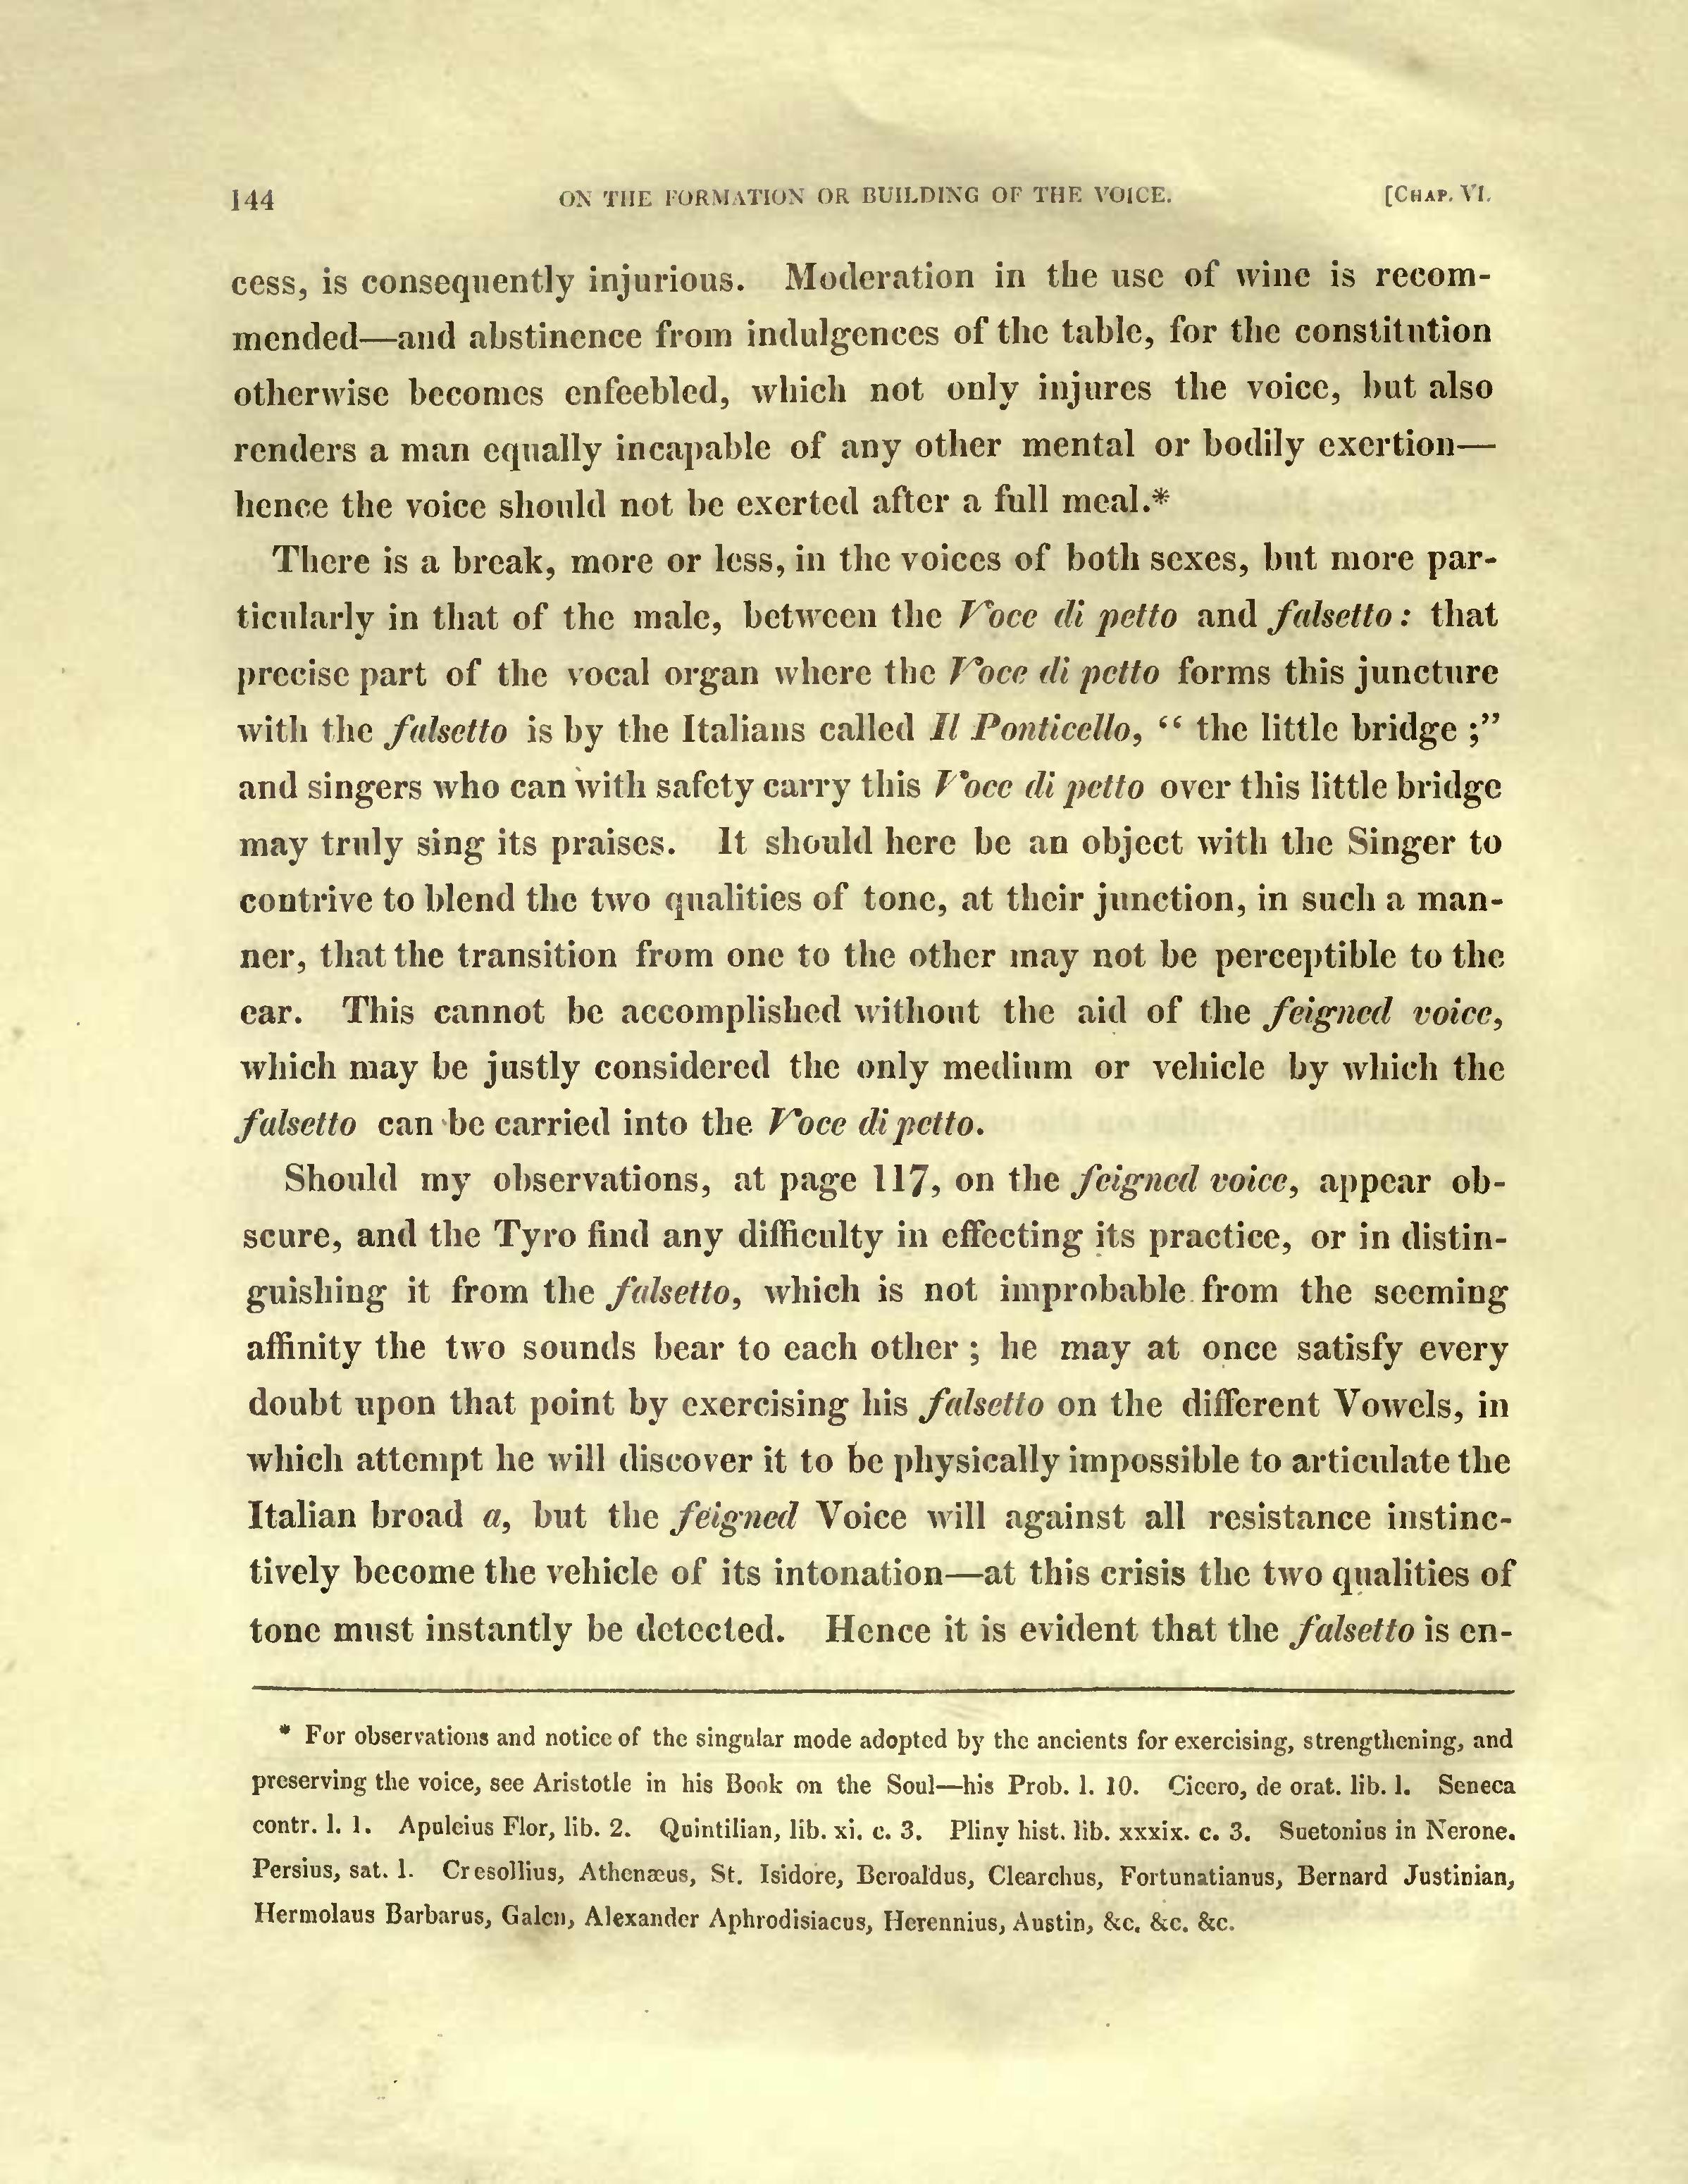 144 ON THE FORMATION OR BUILDING OF THE VOICE. [CHAP. VI.
cess, is consequently injurious. Moderation in the use of wine is recom-
mended—and abstinence from indulgences of the table, for the constitution
otherwise becomes enfeebled, which not only injures the voice, but also
renders a man equally incapable of any other mental or bodily exertion—
hence the voice should not be exerted after a full meal.*
There is a break, more or less, in the voices of both sexes, but more par-
ticularly in that of the male, between the Voce di petto and falsetto: that
precise part of the vocal organ where the Voce di petto forms this juncture
with the falsetto is by the Italians called Il Ponticello, “ the little bridge ;”
and singers who can with safety carry this Voce di petto over this little bridge
may truly sing its praises. It should here be an object with the Singer to
contrive to blend the two qualities of tone, at their junction, in such a man-
ner, that the transition from one to the other may not be perceptible to the
ear. This cannot be accomplished without the aid of the feigned voice,
which may be justly considered the only medium or vehicle by which the
falsetto can be carried into the Voce di petto.
Should my observations, at page 117, on the feigned voice, appear ob-
scure, and the Tyro find any difficulty in effecting its practice, or in distin-
guishing it from the falsetto, which is not improbable from the seeming
affinity the two sounds bear to each other ; he may at once satisfy every
doubt upon that point by exercising his falsetto on the different Vowels, in
which attempt he will discover it to be physically impossible to articulate the
Italian broad a, but the feigned Voice will against all resistance instinc-
tively become the vehicle of its intonation—at this crisis the two qualities of
tone must instantly be detected. Hence it is evident that the falsetto is en-
* For observations and notice of the singular mode adopted by the ancients for exercising, strengthening, and
preserving the voice, see Aristotle in his Book on the Soul—his Prob. l. 10. Cicero, de orat. lib. 1. Seneca
contr. l. 1. Apuleius Flor, lib. 2. Quintilian, lib. xi. c. 3. Pliny hist. lib. xxxix. c. 3. Suetonius in Nerone.
Persius, sat. 1. Cresollius, Athenæus, St. Isidore, Beroaldus, Clearchus, Fortunatianus, Bernard Justinian,
Hermolaus Barbarus, Galen, Alexander Aphrodisiacus, Herennius, Austin, &c. &c. &c.